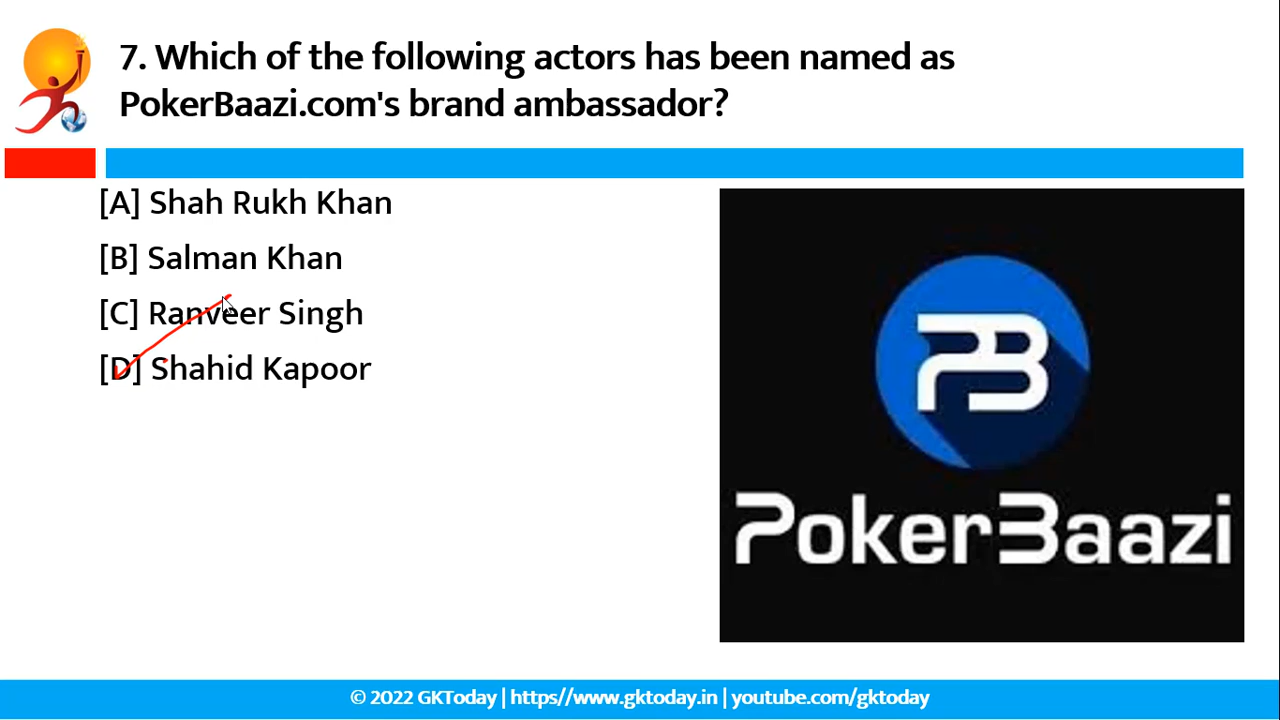 7. Which of the following actors has been named as
PokerBaazi.com's brand ambassador?
[A] Shah Rukh Khan
[B] Salman Khan
[C] Ranveer Singh
[D] Shahid Kapoor
PB
PokerBaazi
© 2022 GKToday | https//www.gktoday.in | youtube.com/gktoday